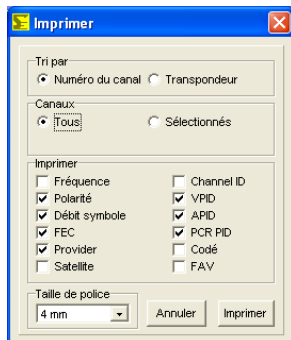 Imprimer
Tri par
Numéro du canal Transpondeur
Canaux
Tous Sélectionnés
Imprimer
Fréquence Channel ID
Polarité VPID
Débit symbole APID
FEC PCR PID
Provider Codé
Satellite FAV
Taille de police
4 mm Annuler Imprimer